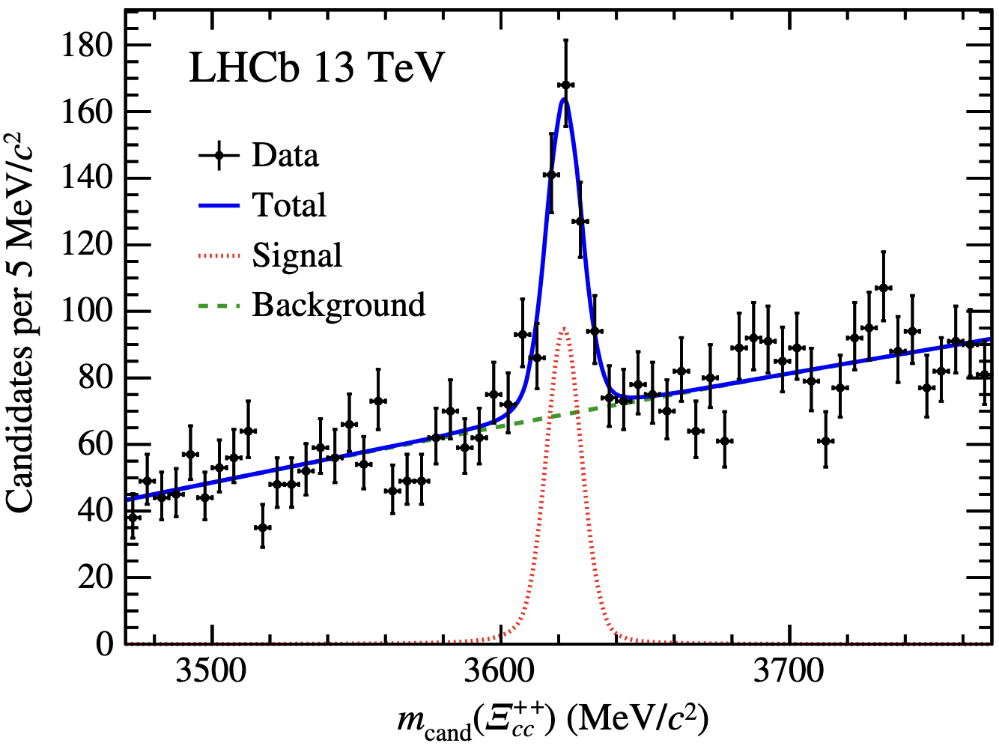 LHCb 13 TeV
Data
Total
Signal
Background
Candidates per 5 MeV/c²
180
160
140
120
100
80
60
40
20
0
3500 3600 3700
m_cand(Ξ_cc^++) (MeV/c²)